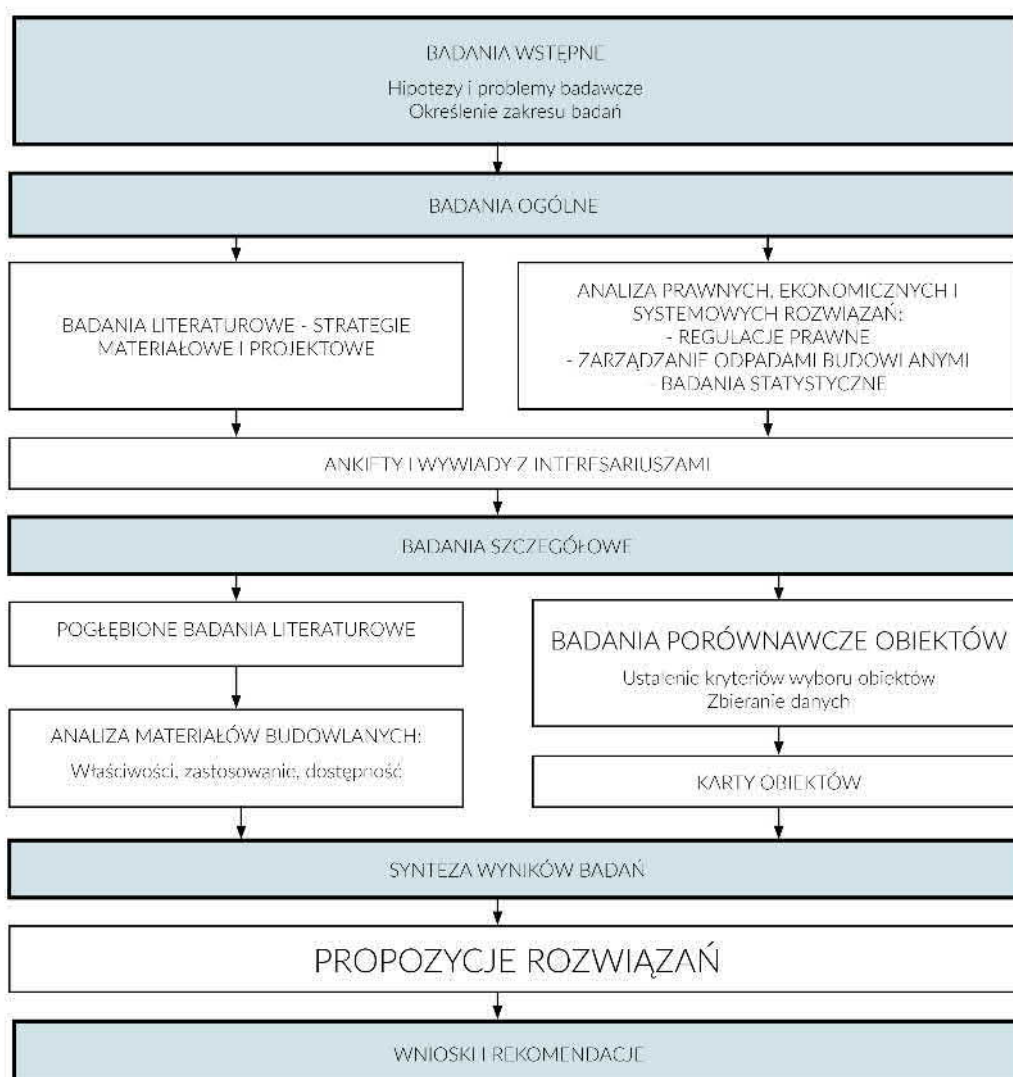 BADANIA WSTĘPNE
Hipotezy i problemy badawcze
Określenie zakresu badań
BADANIA OGÓLNE
BADANIA LITERATUROWE - STRATEGIE
MATERIAŁOWE I PROJEKTOWE
ANALIZA PRAWNYCH, EKONOMICZNYCH I
SYSTEMOWYCH ROZWIĄZAŃ:
- REGULACJE PRAWNE
- ZARZĄDZANIE ODPADAMI BUDOWLANYMI
- BADANIA STATYSTYCZNE
ANKIETY I WYWIADY Z INTERESARIUSZAMI
BADANIA SZCZEGÓŁOWE
POGŁĘBIONE BADANIA LITERATUROWE
BADANIA PORÓWNAWCZE OBIEKTÓW
Ustalenie kryteriów wyboru obiektów
Zbieranie danych
ANALIZA MATERIAŁÓW BUDOWLANYCH:
Właściwości, zastosowanie, dostępność
KARTY OBIEKTÓW
SYNTEZA WYNIKÓW BADAŃ
PROPOZYCJE ROZWIĄZAŃ
WNIOSKI I REKOMENDACJE